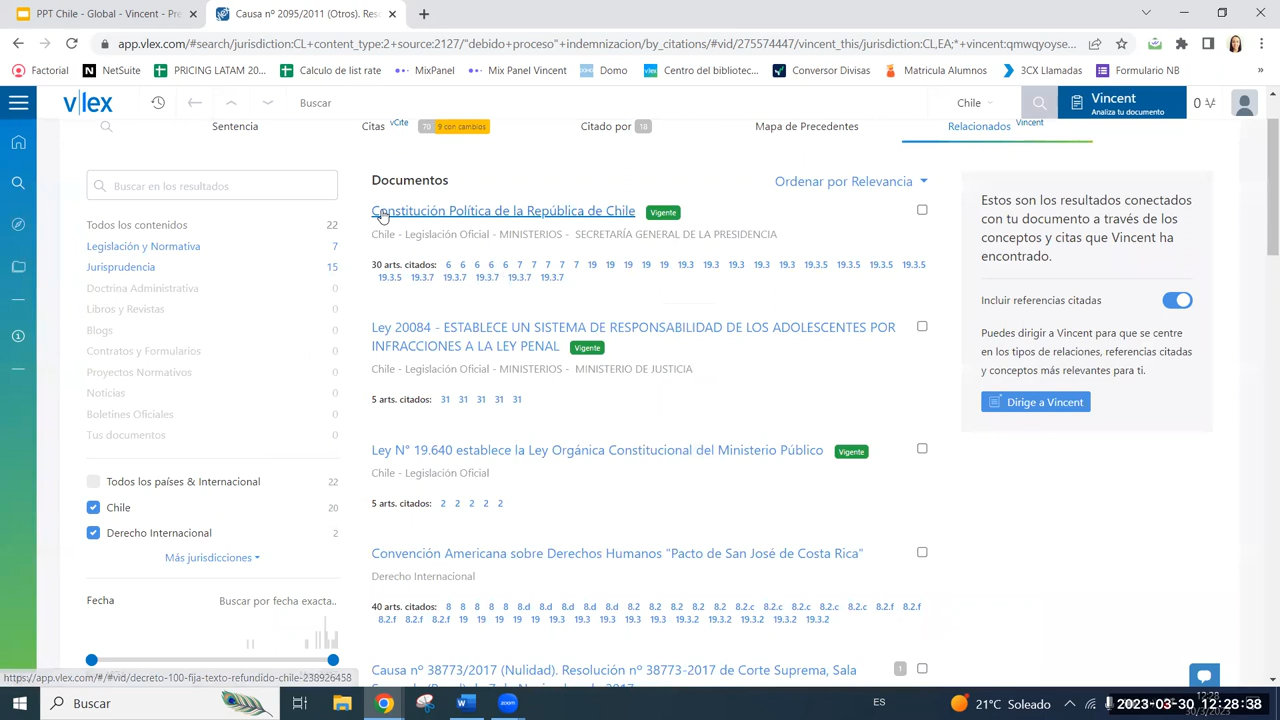 PPT Chile - Vincent - Pre
Causa nº 2095/2011 (Otros). Res
app.vlex.com/#search/jurisdiction:CL+content_type:2+source:21371/"debido+proceso"+indemnización/by_citations/#vid/275574447/vincent_this/jurisdiction:CL,EA;*+vincent:qmwqyoyse...
Factorial
NetSuite
PRICING LATAM 20...
Calculo de list rate
MixPanel
Mix Panel Vincent
Domo
Centro del bibliotec...
Conversor Divisas
Matricula Alumnos
3CX Llamadas
Formulario NB
vlex
Buscar
Chile
Vincent
Analiza tu documento
0
Sentencia
Citas vCite 70 9 con cambios
Citado por 18
Mapa de Precedentes
Relacionados Vincent
Buscar en los resultados
Todos los contenidos 22
Legislación y Normativa 7
Jurisprudencia 15
Doctrina Administrativa 0
Libros y Revistas 0
Blogs 0
Contratos y Formularios 0
Proyectos Normativos 0
Noticias 0
Boletines Oficiales 0
Tus documentos 0
Todos los países & Internacional 22
Chile 20
Derecho Internacional 2
Más jurisdicciones
Fecha Buscar por fecha exacta..
Documentos
Ordenar por Relevancia
Constitución Política de la República de Chile Vigente
Chile - Legislación Oficial - MINISTERIOS - SECRETARÍA GENERAL DE LA PRESIDENCIA
30 arts. citados: 6 6 6 6 6 7 7 7 7 7 19 19 19 19 19 19.3 19.3 19.3 19.3 19.3 19.3.5 19.3.5 19.3.5 19.3.5
19.3.5 19.3.7 19.3.7 19.3.7 19.3.7 19.3.7
Ley 20084 - ESTABLECE UN SISTEMA DE RESPONSABILIDAD DE LOS ADOLESCENTES POR
INFRACCIONES A LA LEY PENAL Vigente
Chile - Legislación Oficial - MINISTERIOS - MINISTERIO DE JUSTICIA
5 arts. citados: 31 31 31 31 31
Ley N° 19.640 establece la Ley Orgánica Constitucional del Ministerio Público Vigente
Chile - Legislación Oficial
5 arts. citados: 2 2 2 2 2
Convención Americana sobre Derechos Humanos "Pacto de San José de Costa Rica"
Derecho Internacional
40 arts. citados: 8 8 8 8 8 8.d 8.d 8.d 8.d 8.d 8.2 8.2 8.2 8.2 8.2 8.2.c 8.2.c 8.2.c 8.2.c 8.2.c 8.2.f 8.2.f
8.2.f 8.2.f 8.2.f 19 19 19 19 19 19.3 19.3 19.3 19.3 19.3 19.3.2 19.3.2 19.3.2 19.3.2 19.3.2
Causa nº 38773/2017 (Nulidad). Resolución nº 38773-2017 de Corte Suprema, Sala 1
Estos son los resultados conectados
con tu documento a través de los
conceptos y citas que Vincent ha
encontrado.
Incluir referencias citadas
Puedes dirigir a Vincent para que se centre
en los tipos de relaciones, referencias citadas
y conceptos más relevantes para ti.
Dirige a Vincent
https://app.vlex.com/#/#vid/decreto-100-fija-texto-refundido-chile-238926458
Buscar
ES
21°C Soleado
12:28
30/3/2023
2023-03-30 12:28:38